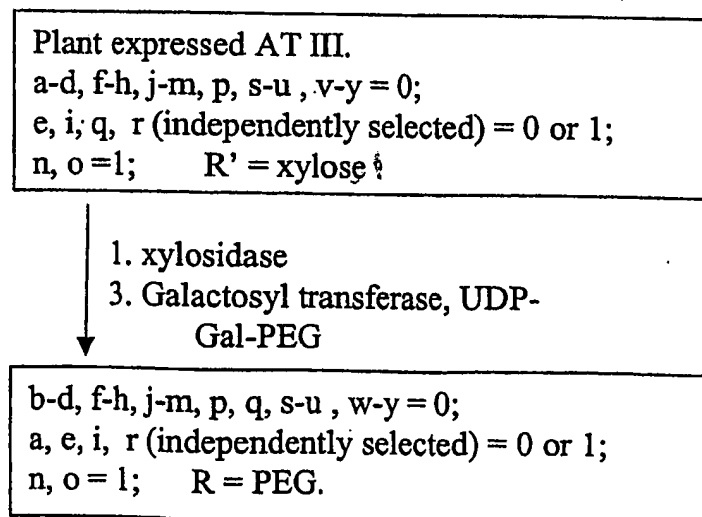 Plant expressed AT III.
a-d, f-h, j-m, p, s-u , v-y = 0;
e, i, q, r (independently selected) = 0 or 1;
n, o =1; R’ = xylose
1. xylosidase
3. Galactosyl transferase, UDP-
Gal-PEG
b-d, f-h, j-m, p, q, s-u , w-y = 0;
a, e, i, r (independently selected) = 0 or 1;
n, o = 1; R = PEG.